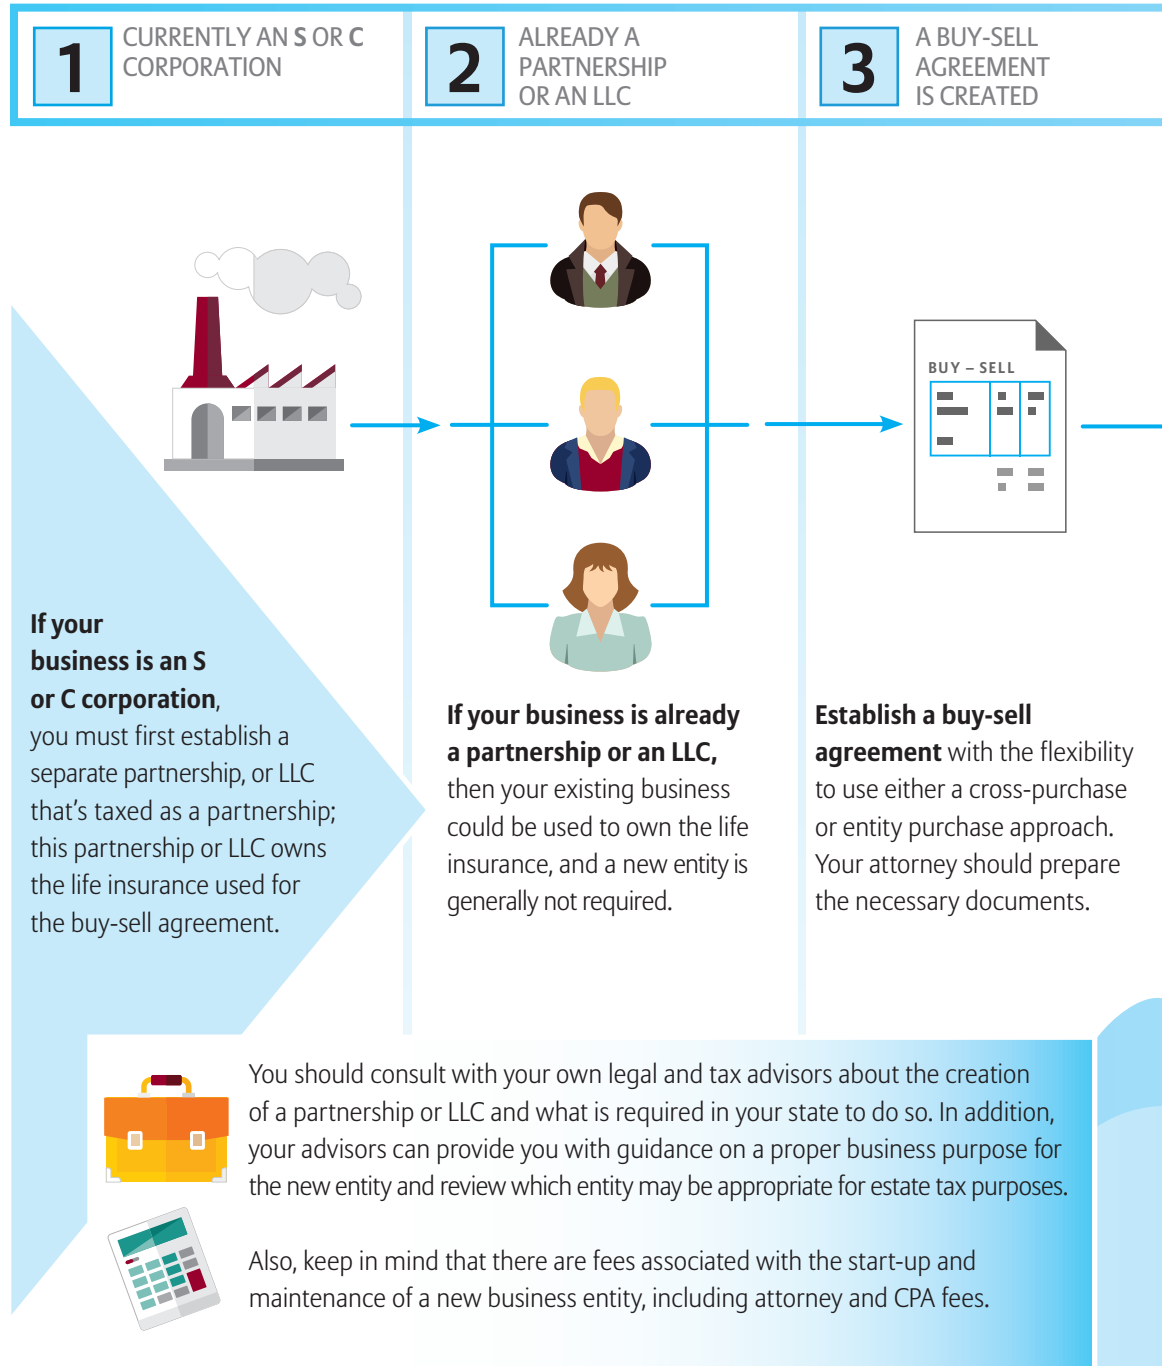 1
CURRENTLY AN S OR C
CORPORATION
2
ALREADY A
PARTNERSHIP
OR AN LLC
3
A BUY-SELL
AGREEMENT
IS CREATED
BUY – SELL
If your
business is an S
or C corporation,
you must first establish a
separate partnership, or LLC
that's taxed as a partnership;
this partnership or LLC owns
the life insurance used for
the buy-sell agreement.
If your business is already
a partnership or an LLC,
then your existing business
could be used to own the life
insurance, and a new entity is
generally not required.
Establish a buy-sell
agreement with the flexibility
to use either a cross-purchase
or entity purchase approach.
Your attorney should prepare
the necessary documents.
You should consult with your own legal and tax advisors about the creation
of a partnership or LLC and what is required in your state to do so. In addition,
your advisors can provide you with guidance on a proper business purpose for
the new entity and review which entity may be appropriate for estate tax purposes.
Also, keep in mind that there are fees associated with the start-up and
maintenance of a new business entity, including attorney and CPA fees.